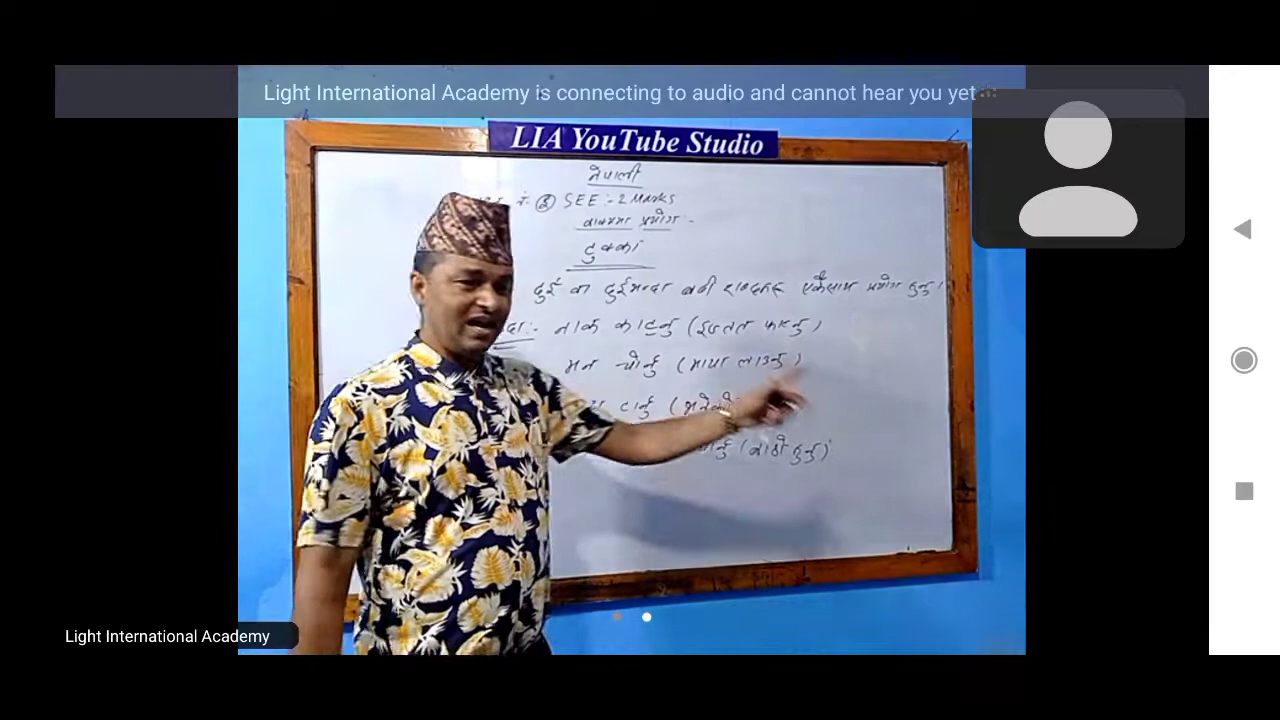 Light International Academy is connecting to audio and cannot hear you yet
LIA YouTube Studio
नेपाली
SEE :- 2 Marks
वाक्यमा प्रयोग :-
टुक्का
दुई वा दुईभन्दा बढी शब्दहरू एकैसाथ प्रयोग हुनु।
:- नाक काट्नु (इज्जत फाल्नु)
मन चोर्नु (माया लाउनु)
टार्नु
(बाठो हुनु)
Light International Academy